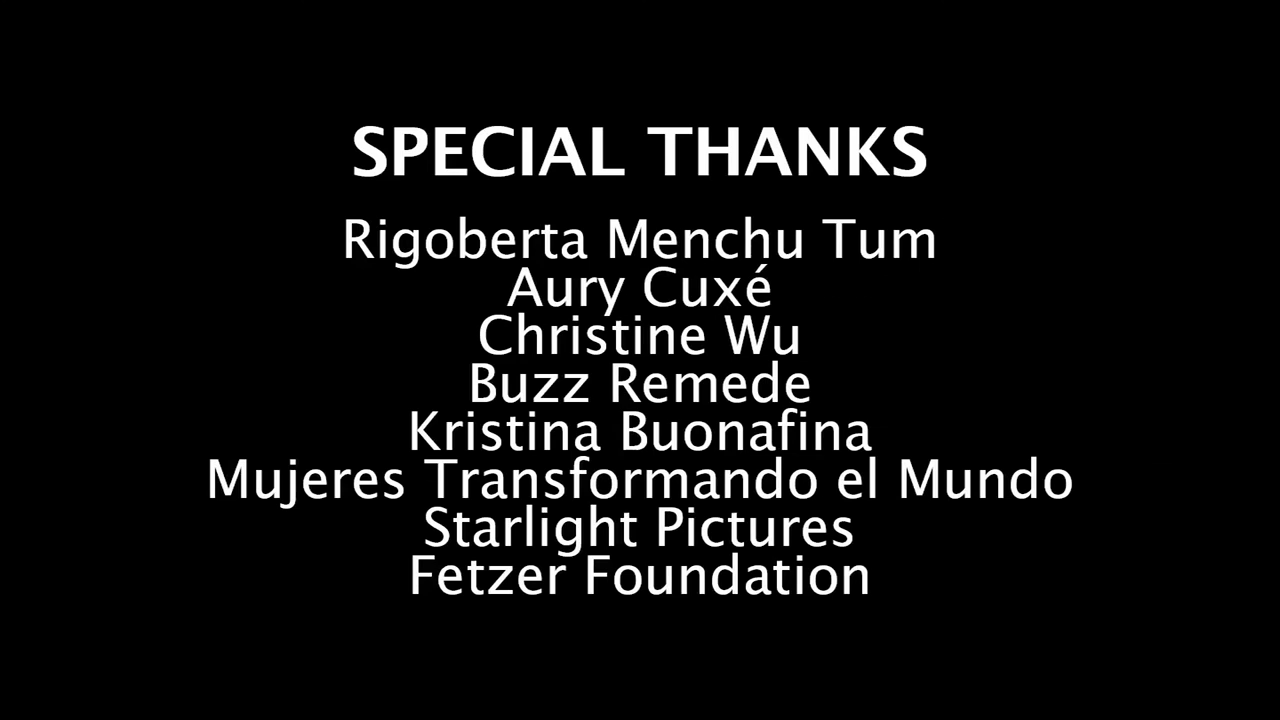 SPECIAL THANKS
Rigoberta Menchu Tum
Aury Cuxé
Christine Wu
Buzz Remede
Kristina Buonafina
Mujeres Transformando el Mundo
Starlight Pictures
Fetzer Foundation